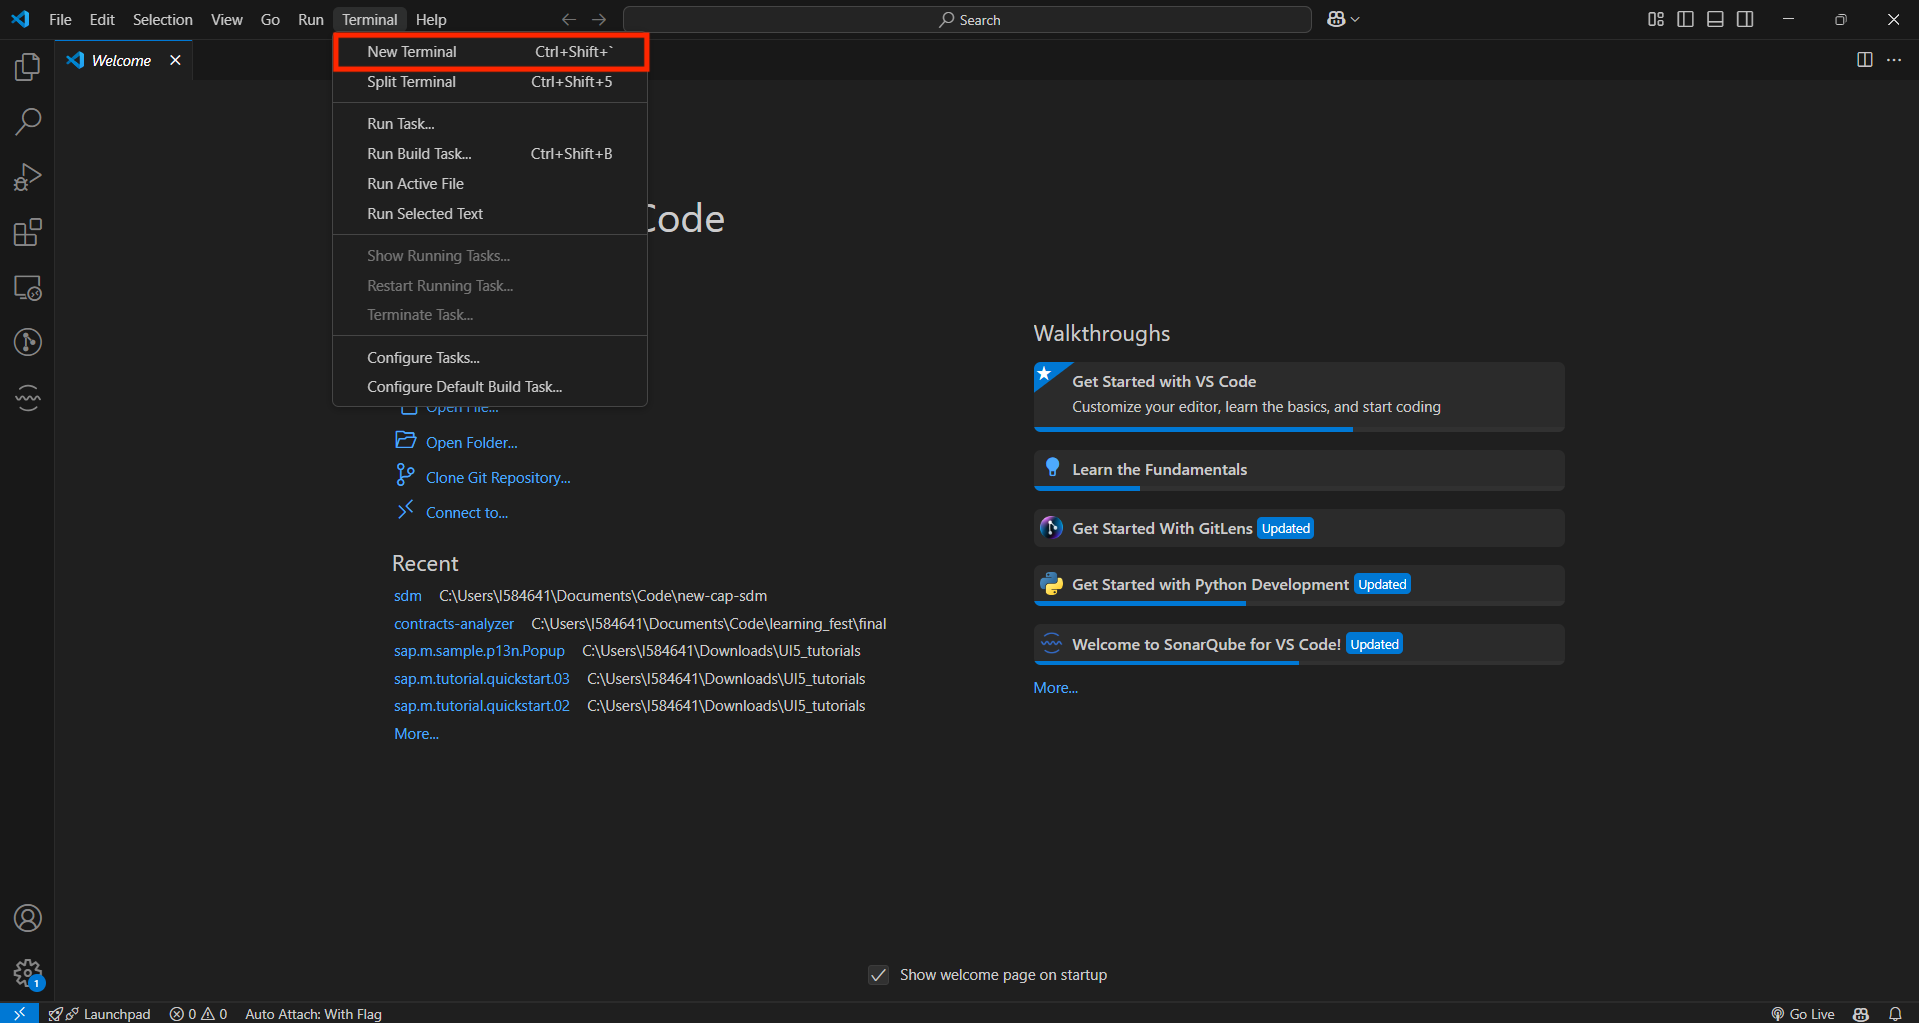 File Edit Selection View Go Run Terminal Help Search
Welcome
New Terminal Ctrl+Shift+`
Split Terminal Ctrl+Shift+5
Run Task...
Run Build Task... Ctrl+Shift+B
Run Active File
Run Selected Text
Show Running Tasks...
Restart Running Task...
Terminate Task...
Configure Tasks...
Configure Default Build Task...
Code
Open File...
Open Folder...
Clone Git Repository...
Connect to...
Recent
sdm C:\Users\I584641\Documents\Code\new-cap-sdm
contracts-analyzer C:\Users\I584641\Documents\Code\learning_fest\final
sap.m.sample.p13n.Popup C:\Users\I584641\Downloads\UI5_tutorials
sap.m.tutorial.quickstart.03 C:\Users\I584641\Downloads\UI5_tutorials
sap.m.tutorial.quickstart.02 C:\Users\I584641\Downloads\UI5_tutorials
More...
Walkthroughs
Get Started with VS Code
Customize your editor, learn the basics, and start coding
Learn the Fundamentals
Get Started With GitLens Updated
Get Started with Python Development Updated
Welcome to SonarQube for VS Code! Updated
More...
Show welcome page on startup
1
Launchpad 0 0 Auto Attach: With Flag Go Live